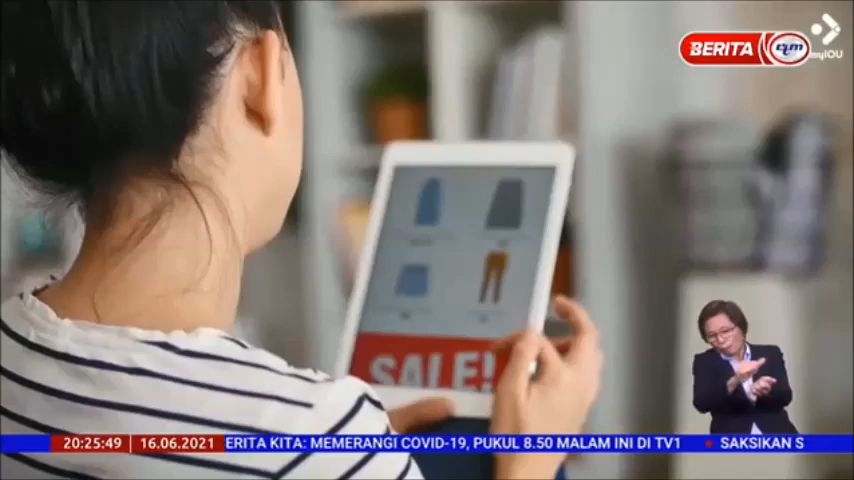 BERITA RTM
myIOU
SALE!
20:25:49 16.06.2021 ERITA KITA: MEMERANGI COVID-19, PUKUL 8.50 MALAM INI DI TV1 • SAKSIKAN S